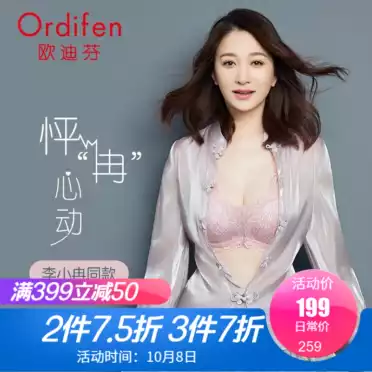 Ordifen
欧迪芬
怦“冉”
心动
李小冉同款
满399立减50
2件7.5折 3件7折
活动时间：10月8日
活动价
199
日常价
259